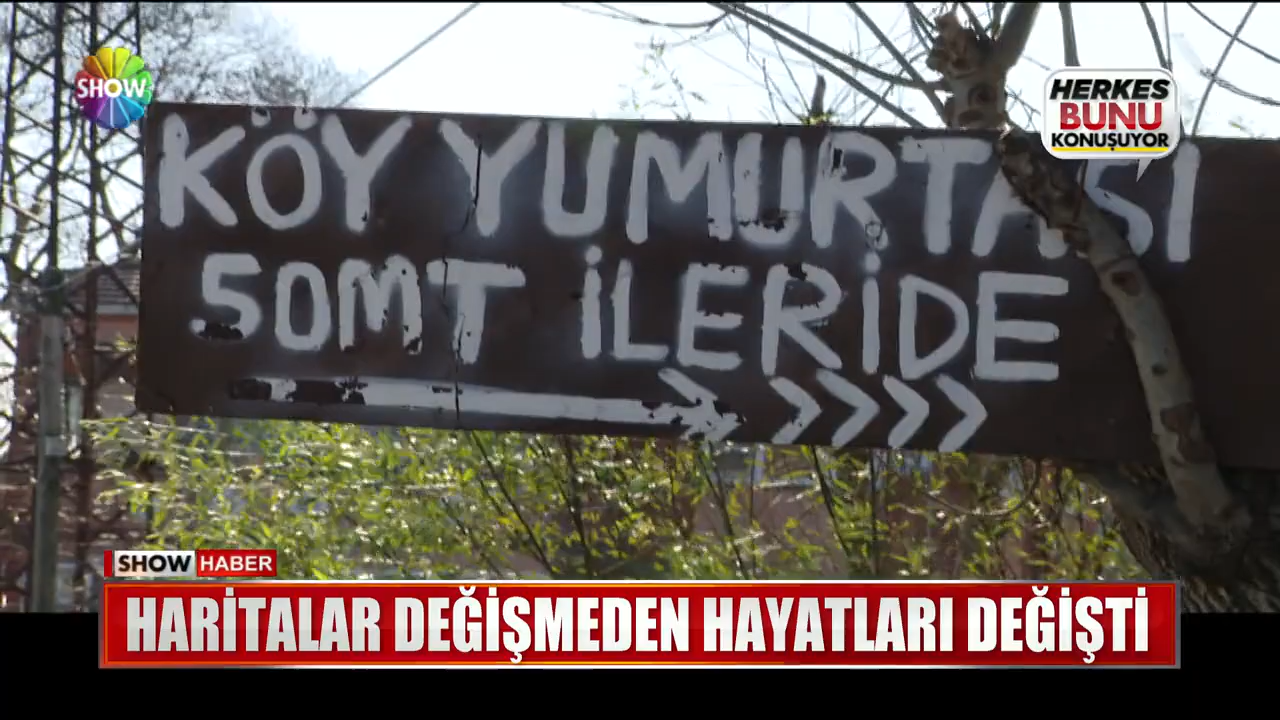 SHOW
HERKES
BUNU
KONUŞUYOR
KÖY YUMURTASI
50MT İLERİDE
SHOW HABER
HARİTALAR DEĞİŞMEDEN HAYATLARI DEĞİŞTİ